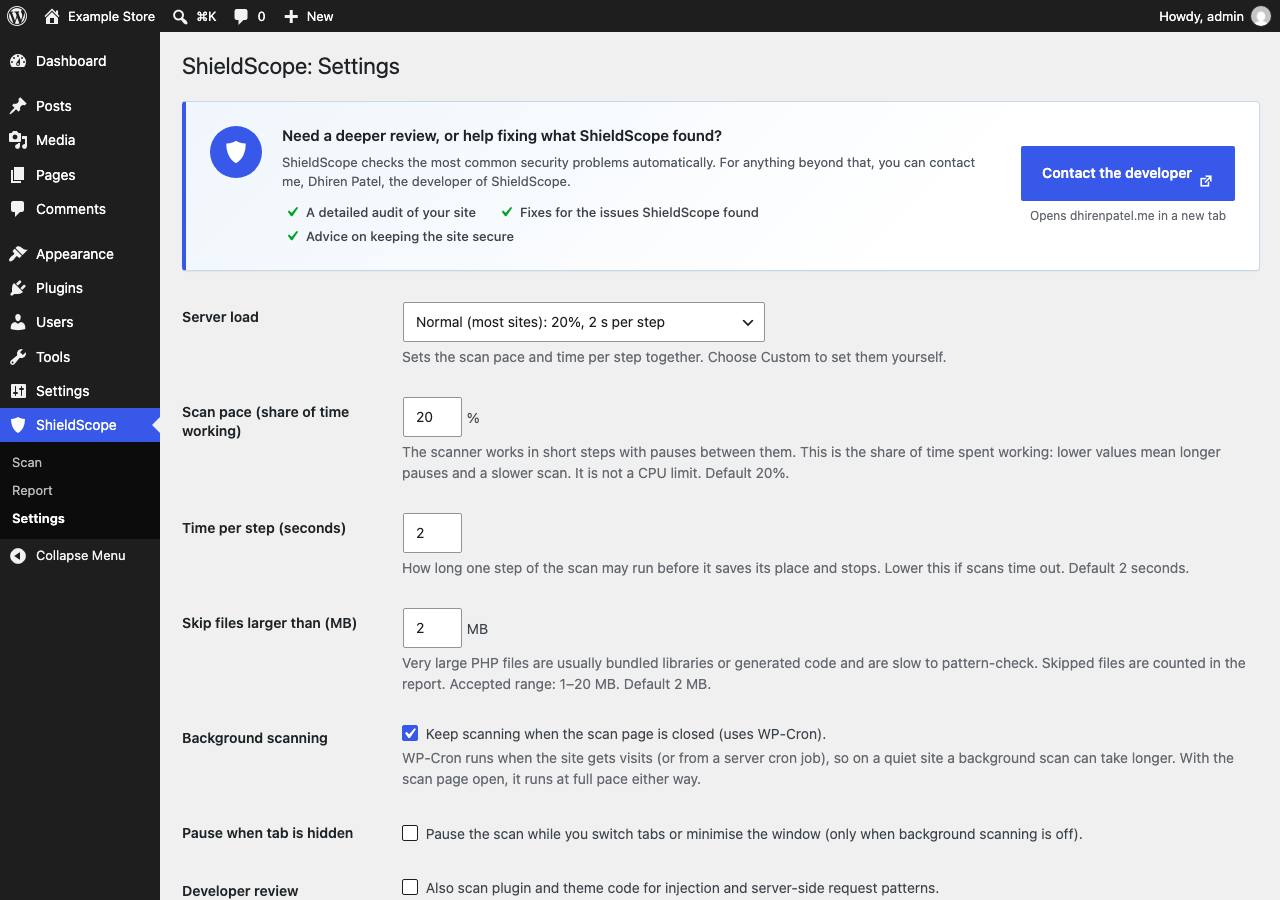 Example Store
⌘K
0
New
Howdy, admin
Dashboard
Posts
Media
Pages
Comments
Appearance
Plugins
Users
Tools
Settings
ShieldScope
Scan
Report
Settings
Collapse Menu
ShieldScope: Settings
Need a deeper review, or help fixing what ShieldScope found?
ShieldScope checks the most common security problems automatically. For anything beyond that, you can contact
me, Dhiren Patel, the developer of ShieldScope.
A detailed audit of your site
Fixes for the issues ShieldScope found
Advice on keeping the site secure
Contact the developer
Opens dhirenpatel.me in a new tab
Server load
Normal (most sites): 20%, 2 s per step
Sets the scan pace and time per step together. Choose Custom to set them yourself.
Scan pace (share of time
working)
20 %
The scanner works in short steps with pauses between them. This is the share of time spent working: lower values mean longer
pauses and a slower scan. It is not a CPU limit. Default 20%.
Time per step (seconds)
2
How long one step of the scan may run before it saves its place and stops. Lower this if scans time out. Default 2 seconds.
Skip files larger than (MB)
2 MB
Very large PHP files are usually bundled libraries or generated code and are slow to pattern-check. Skipped files are counted in the
report. Accepted range: 1–20 MB. Default 2 MB.
Background scanning
Keep scanning when the scan page is closed (uses WP-Cron).
WP-Cron runs when the site gets visits (or from a server cron job), so on a quiet site a background scan can take longer. With the
scan page open, it runs at full pace either way.
Pause when tab is hidden
Pause the scan while you switch tabs or minimise the window (only when background scanning is off).
Developer review
Also scan plugin and theme code for injection and server-side request patterns.